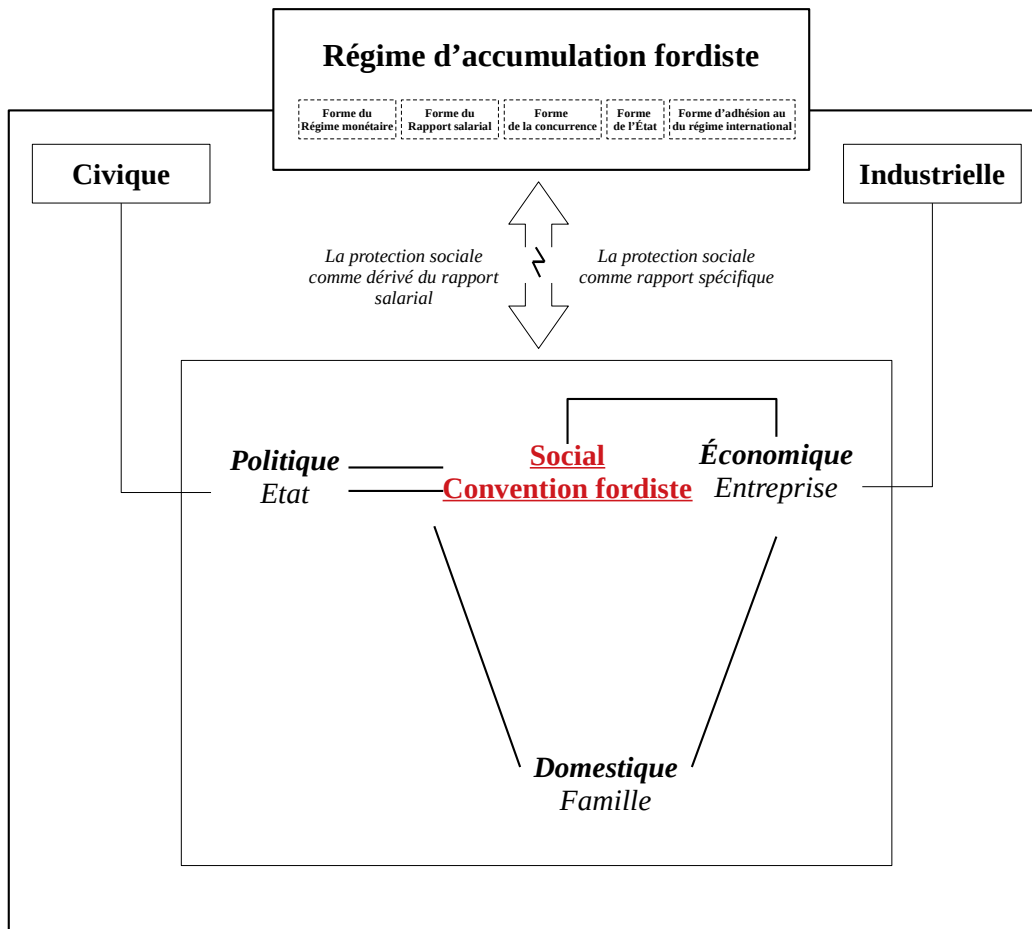 Régime d’accumulation fordiste
Forme du
Régime monétaire
Forme du
Rapport salarial
Forme
de la concurrence
Forme
de l’État
Forme d’adhésion au
du régime international
Civique
Industrielle
La protection sociale
comme dérivé du rapport
salarial
La protection sociale
comme rapport spécifique
Politique
Etat
Social
Convention fordiste
Économique
Entreprise
Domestique
Famille